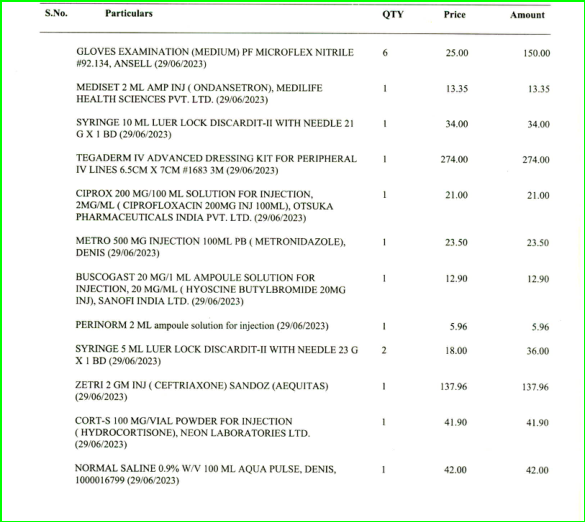 S.No. Particulars QTY Price Amount
GLOVES EXAMINATION (MEDIUM) PF MICROFLEX NITRILE 6 25.00 150.00
#92.134, ANSELL (29/06/2023)
MEDISET 2 ML AMP INJ ( ONDANSETRON), MEDILIFE 1 13.35 13.35
HEALTH SCIENCES PVT. LTD. (29/06/2023)
SYRINGE 10 ML LUER LOCK DISCARDIT-II WITH NEEDLE 21 1 34.00 34.00
G X 1 BD (29/06/2023)
TEGADERM IV ADVANCED DRESSING KIT FOR PERIPHERAL 1 274.00 274.00
IV LINES 6.5CM X 7CM #1683 3M (29/06/2023)
CIPROX 200 MG/100 ML SOLUTION FOR INJECTION, 1 21.00 21.00
2MG/ML ( CIPROFLOXACIN 200MG INJ 100ML), OTSUKA
PHARMACEUTICALS INDIA PVT. LTD. (29/06/2023)
METRO 500 MG INJECTION 100ML PB ( METRONIDAZOLE), 1 23.50 23.50
DENIS (29/06/2023)
BUSCOGAST 20 MG/1 ML AMPOULE SOLUTION FOR 1 12.90 12.90
INJECTION, 20 MG/ML ( HYOSCINE BUTYLBROMIDE 20MG
INJ), SANOFI INDIA LTD. (29/06/2023)
PERINORM 2 ML ampoule solution for injection (29/06/2023) 1 5.96 5.96
SYRINGE 5 ML LUER LOCK DISCARDIT-II WITH NEEDLE 23 G 2 18.00 36.00
X 1 BD (29/06/2023)
ZETRI 2 GM INJ ( CEFTRIAXONE) SANDOZ (AEQUITAS) 1 137.96 137.96
(29/06/2023)
CORT-S 100 MG/VIAL POWDER FOR INJECTION 1 41.90 41.90
( HYDROCORTISONE), NEON LABORATORIES LTD.
(29/06/2023)
NORMAL SALINE 0.9% W/V 100 ML AQUA PULSE, DENIS, 1 42.00 42.00
1000016799 (29/06/2023)